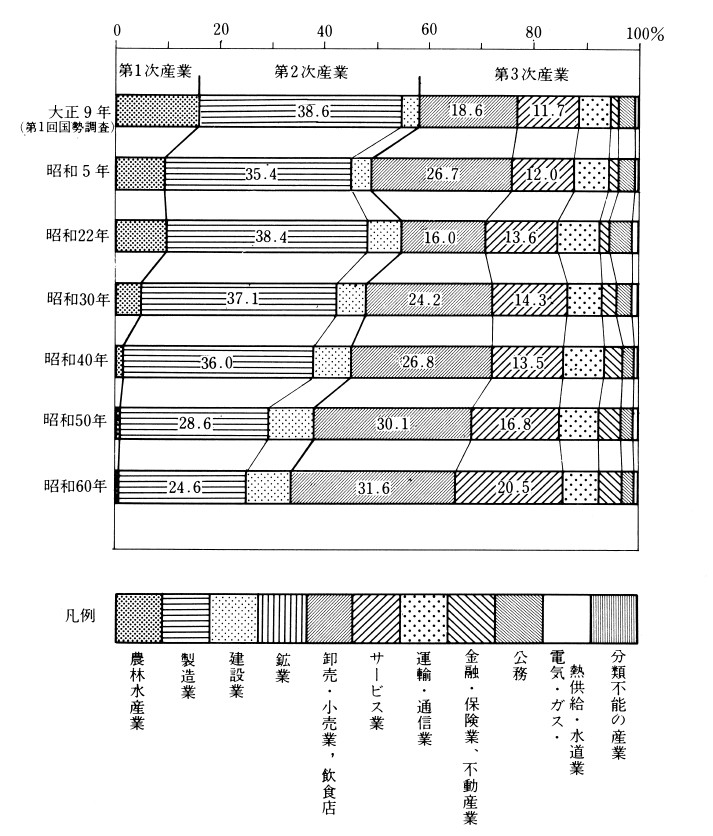 0 20 40 60 80 100%
第1次産業 第2次産業 第3次産業
大正9年 38.6 18.6 11.7
(第1回国勢調査)
昭和5年 35.4 26.7 12.0
昭和22年 38.4 16.0 13.6
昭和30年 37.1 24.2 14.3
昭和40年 36.0 26.8 13.5
昭和50年 28.6 30.1 16.8
昭和60年 24.6 31.6 20.5
凡例
農林水産業
製造業
建設業
鉱業
卸売・小売業，飲食店
サービス業
運輸・通信業
金融・保険業、不動産業
公務
電気・ガス・
熱供給・水道業
分類不能の産業